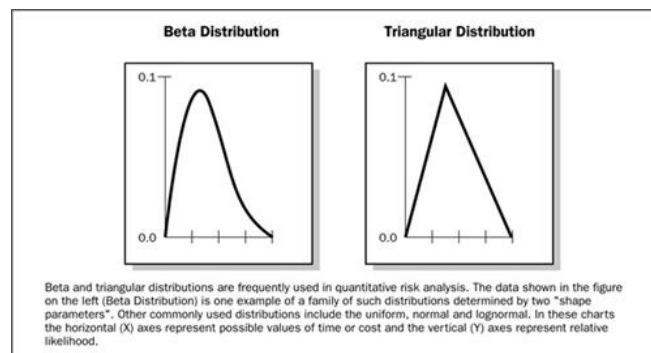 Beta Distribution
Triangular Distribution
0.1
0.0
0.1
0.0
Beta and triangular distributions are frequently used in quantitative risk analysis. The data shown in the figure
on the left (Beta Distribution) is one example of a family of such distributions determined by two "shape
parameters". Other commonly used distributions include the uniform, normal and lognormal. In these charts
the horizontal (X) axes represent possible values of time or cost and the vertical (Y) axes represent relative
likelihood.